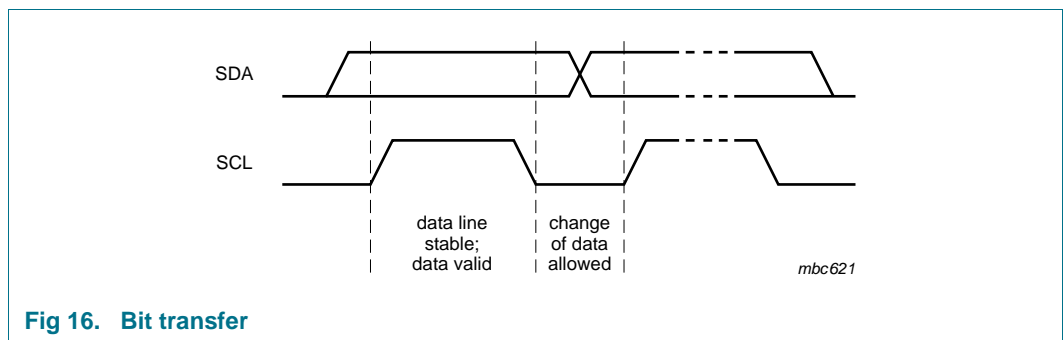 SDA
SCL
data line
stable;
data valid
change
of data
allowed
mbc621
Fig 16. Bit transfer